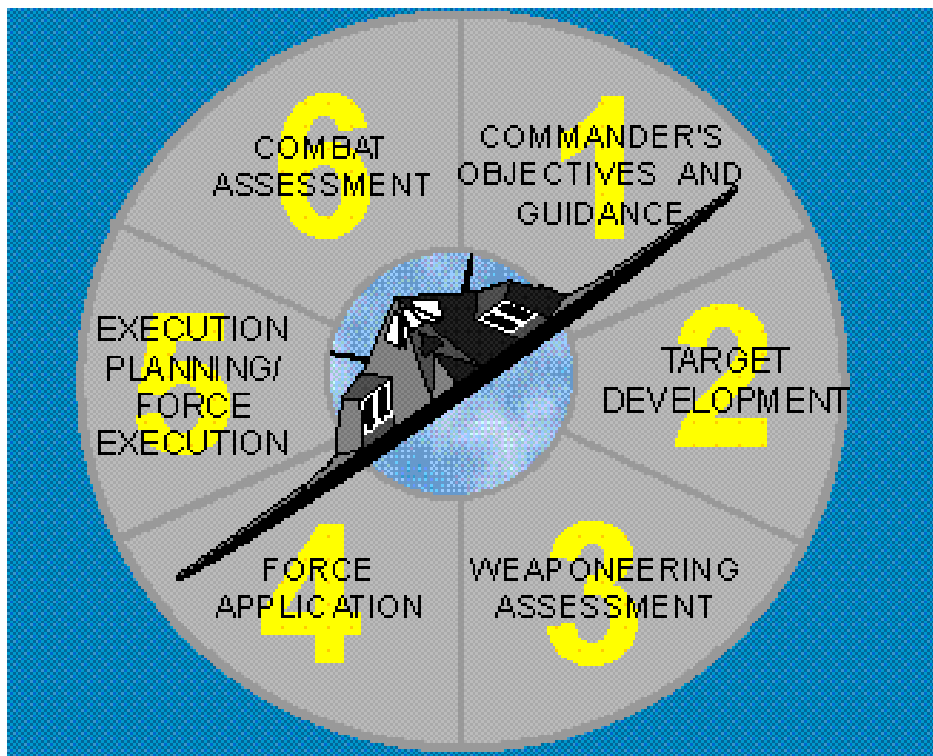 1
COMMANDER'S
OBJECTIVES AND
GUIDANCE
2
TARGET
DEVELOPMENT
3
WEAPONEERING
ASSESSMENT
4
FORCE
APPLICATION
5
EXECUTION
PLANNING/
FORCE
EXECUTION
6
COMBAT
ASSESSMENT